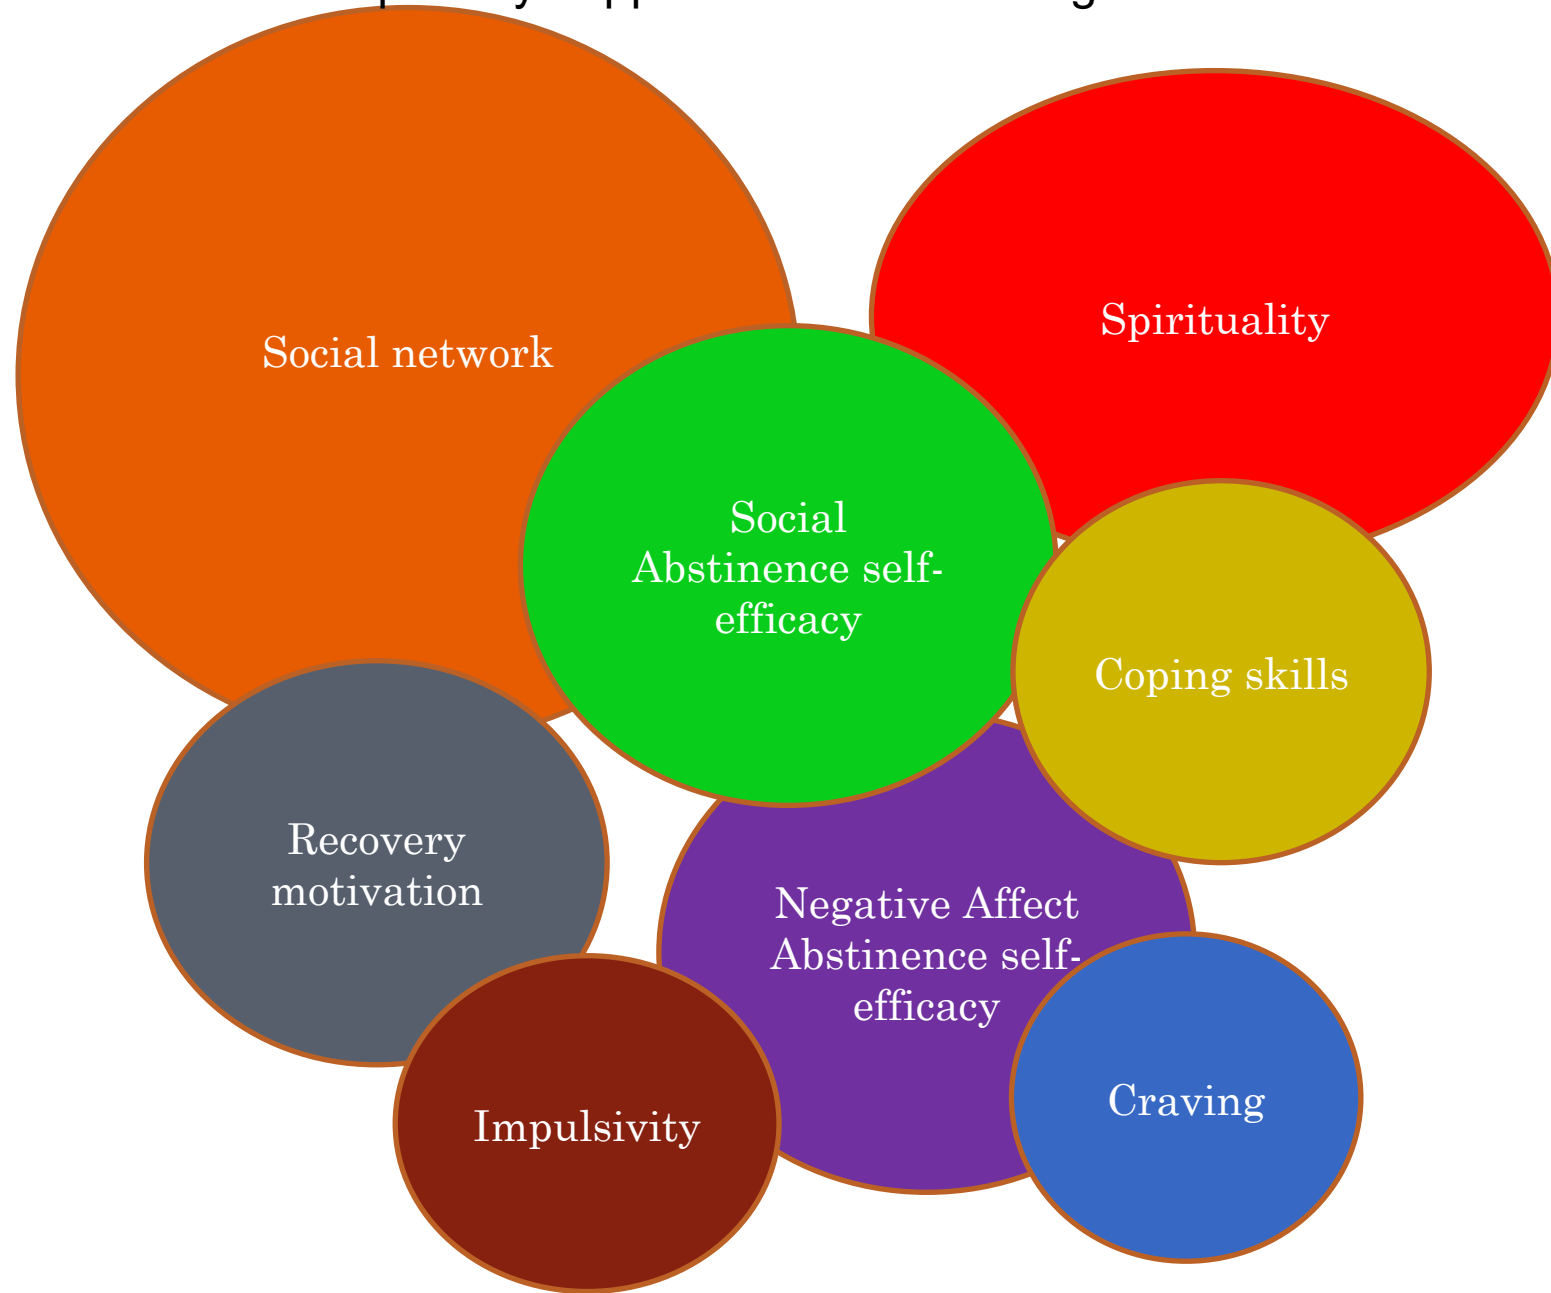 Spirituality
Social network
Social
Abstinence self-
efficacy
Coping skills
Recovery
motivation
Negative Affect
Abstinence self-
efficacy
Craving
Impulsivity